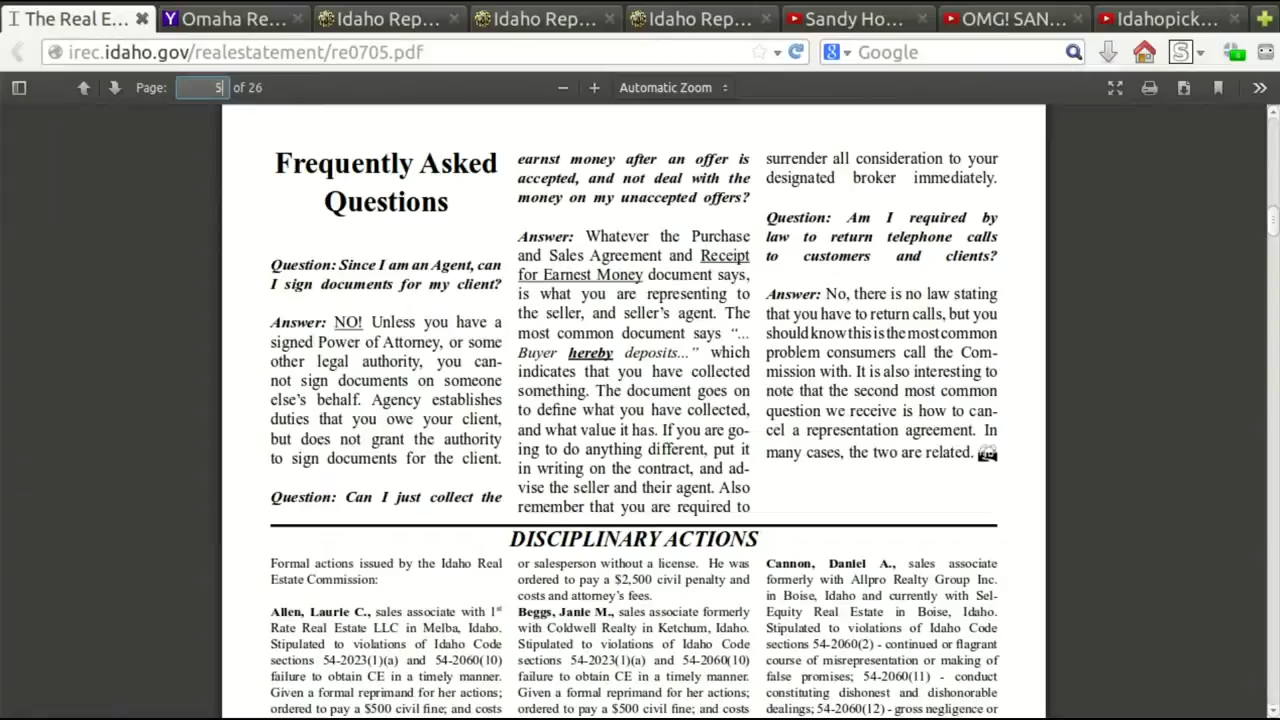 The Real E...
Omaha Re...
Idaho Rep...
Idaho Rep...
Idaho Rep...
Sandy Ho...
OMG! SAN...
Idahopick...
irec.idaho.gov/realestatement/re0705.pdf
Google
Page: 5 of 26
Automatic Zoom
Frequently Asked
Questions
Question: Since I am an Agent, can
I sign documents for my client?
Answer: NO! Unless you have a
signed Power of Attorney, or some
other legal authority, you can-
not sign documents on someone
else's behalf. Agency establishes
duties that you owe your client,
but does not grant the authority
to sign documents for the client.
Question: Can I just collect the
earnst money after an offer is
accepted, and not deal with the
money on my unaccepted offers?
Answer: Whatever the Purchase
and Sales Agreement and Receipt
for Earnest Money document says,
is what you are representing to
the seller, and seller's agent. The
most common document says "...
Buyer hereby deposits..." which
indicates that you have collected
something. The document goes on
to define what you have collected,
and what value it has. If you are go-
ing to do anything different, put it
in writing on the contract, and ad-
vise the seller and their agent. Also
remember that you are required to
surrender all consideration to your
designated broker immediately.
Question: Am I required by
law to return telephone calls
to customers and clients?
Answer: No, there is no law stating
that you have to return calls, but you
should know this is the most common
problem consumers call the Com-
mission with. It is also interesting to
note that the second most common
question we receive is how to can-
cel a representation agreement. In
many cases, the two are related.
DISCIPLINARY ACTIONS
Formal actions issued by the Idaho Real
Estate Commission:
Allen, Laurie C., sales associate with 1st
Rate Real Estate LLC in Melba, Idaho.
Stipulated to violations of Idaho Code
sections 54-2023(1)(a) and 54-2060(10)
failure to obtain CE in a timely manner.
Given a formal reprimand for her actions;
ordered to pay a $500 civil fine; and costs
or salesperson without a license. He was
ordered to pay a $2,500 civil penalty and
costs and attorney's fees.
Beggs, Janie M., sales associate formerly
with Coldwell Realty in Ketchum, Idaho.
Stipulated to violations of Idaho Code
sections 54-2023(1)(a) and 54-2060(10)
failure to obtain CE in a timely manner.
Given a formal reprimand for her actions;
ordered to pay a $500 civil fine; and costs
Cannon, Daniel A., sales associate
formerly with Allpro Realty Group Inc.
in Boise, Idaho and currently with Sel-
Equity Real Estate in Boise, Idaho.
Stipulated to violations of Idaho Code
sections 54-2060(2) - continued or flagrant
course of misrepresentation or making of
false promises; 54-2060(11) - conduct
constituting dishonest and dishonorable
dealings; 54-2060(12) - gross negligence or